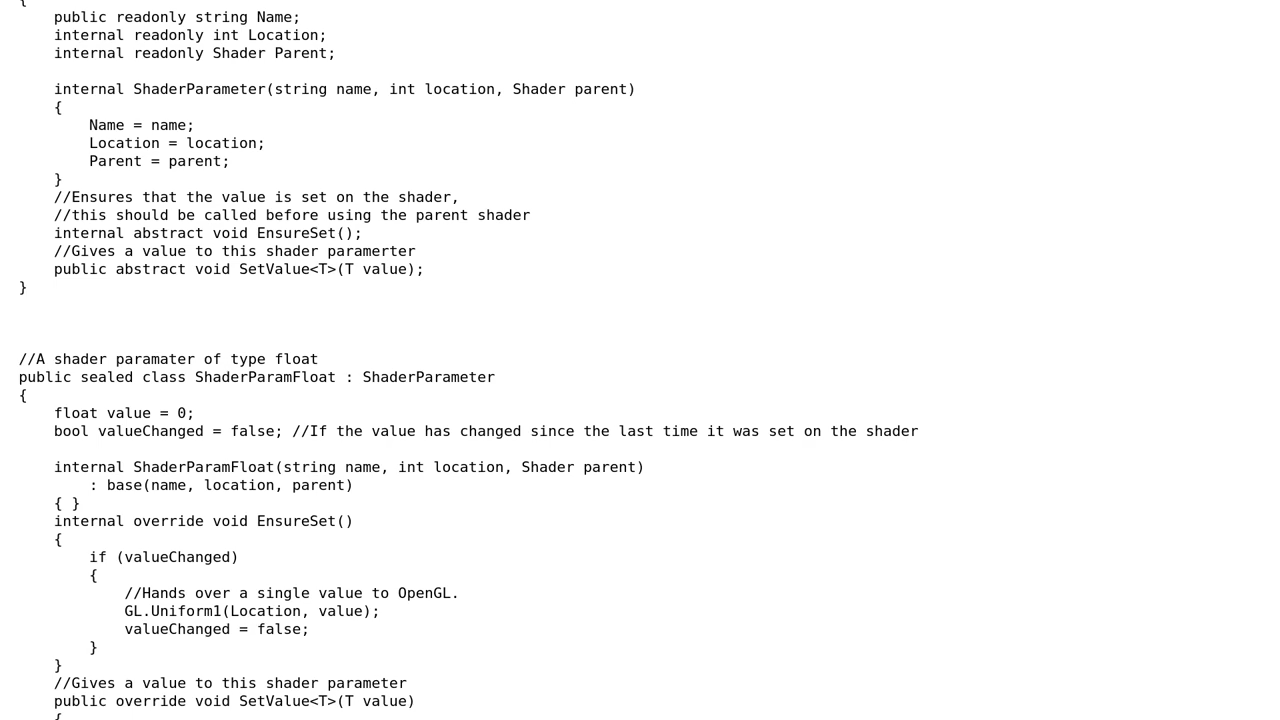 {
    public readonly string Name;
    internal readonly int Location;
    internal readonly Shader Parent;

    internal ShaderParameter(string name, int location, Shader parent)
    {
        Name = name;
        Location = location;
        Parent = parent;
    }
    //Ensures that the value is set on the shader,
    //this should be called before using the parent shader
    internal abstract void EnsureSet();
    //Gives a value to this shader paramerter
    public abstract void SetValue<T>(T value);
}

//A shader paramater of type float
public sealed class ShaderParamFloat : ShaderParameter
{
    float value = 0;
    bool valueChanged = false; //If the value has changed since the last time it was set on the shader

    internal ShaderParamFloat(string name, int location, Shader parent)
        : base(name, location, parent)
    { }
    internal override void EnsureSet()
    {
        if (valueChanged)
        {
            //Hands over a single value to OpenGL.
            GL.Uniform1(Location, value);
            valueChanged = false;
        }
    }
    //Gives a value to this shader parameter
    public override void SetValue<T>(T value)
    {